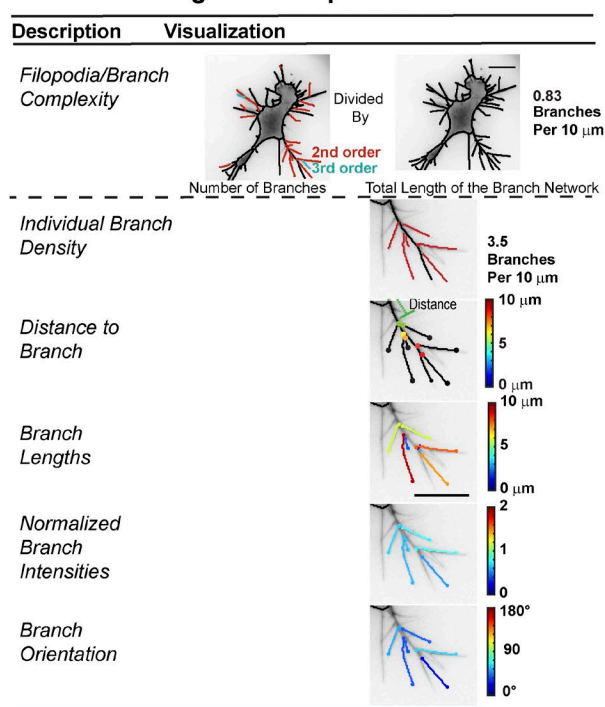 Description Visualization
Filopodia/Branch
Complexity
Divided
By
2nd order
3rd order
0.83
Branches
Per 10 μm
Number of Branches
Total Length of the Branch Network
Individual Branch
Density
3.5
Branches
Per 10 μm
Distance to
Branch
Distance
10 μm
5
0 μm
Branch
Lengths
10 μm
5
0 μm
Normalized
Branch
Intensities
2
1
0
Branch
Orientation
180°
90
0°